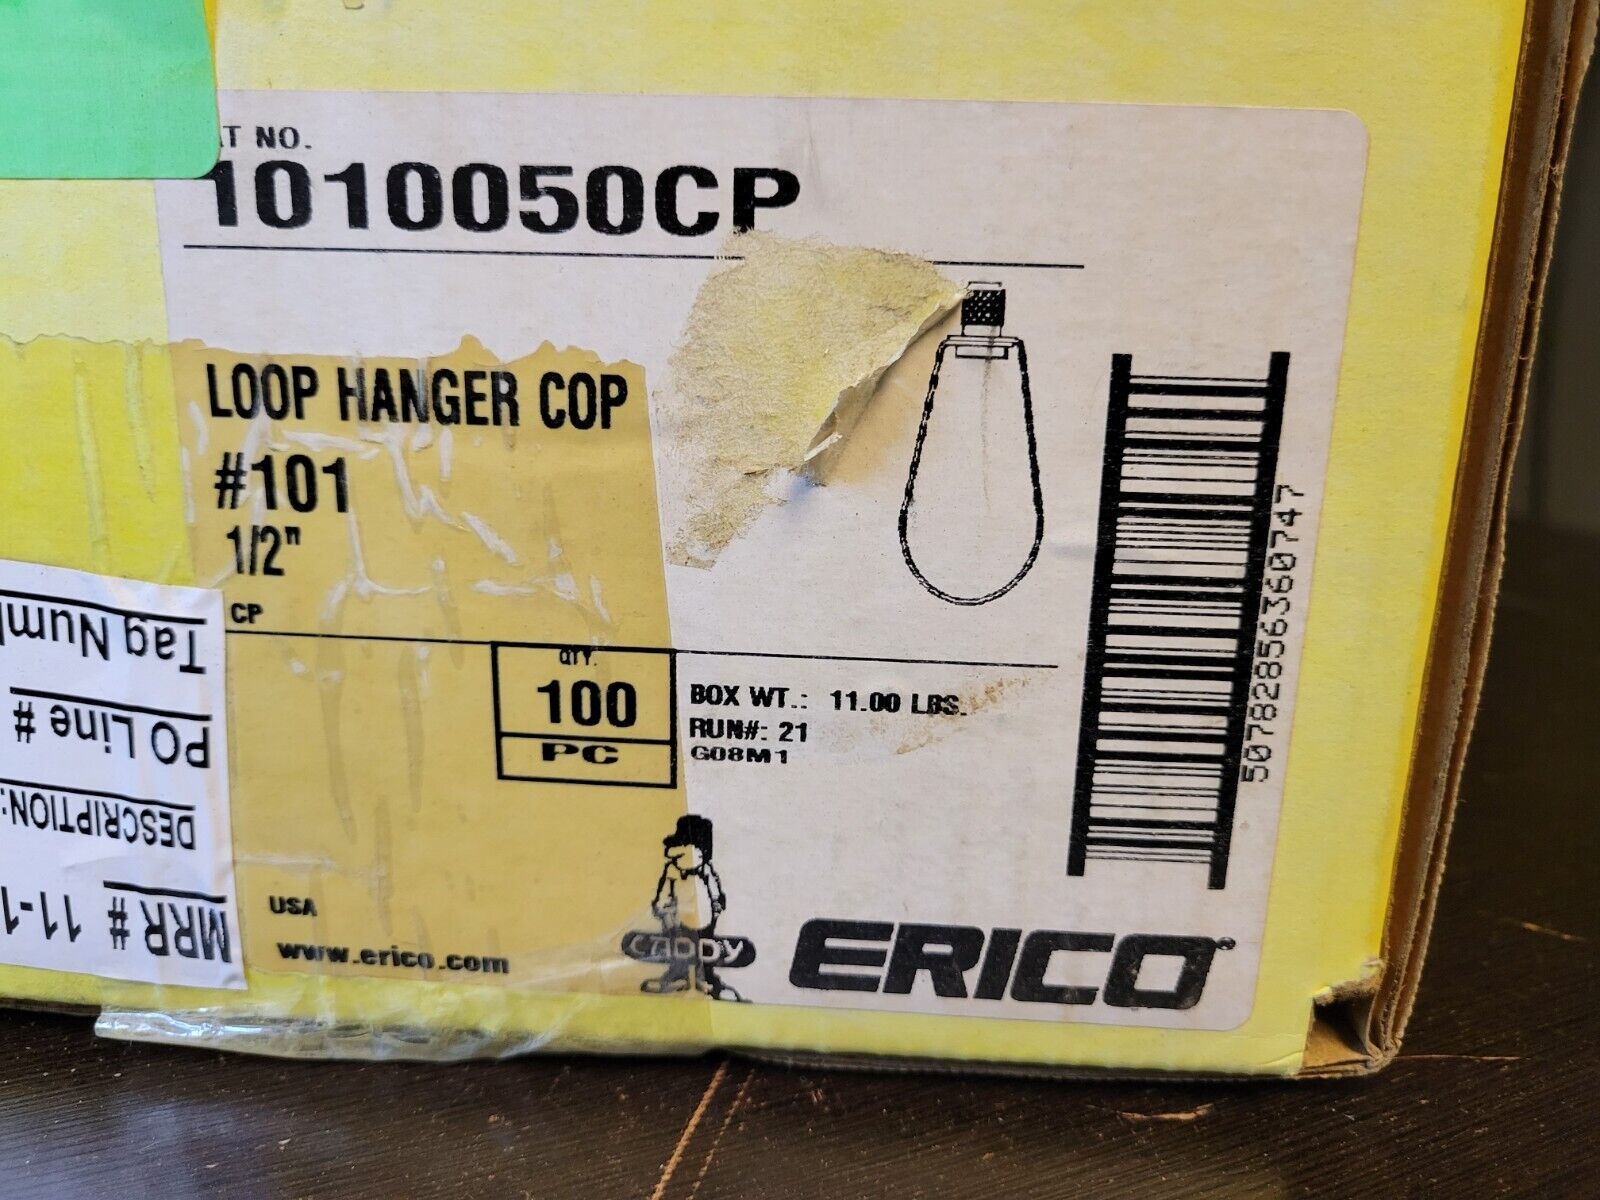 AT NO.
1010050CP
LOOP HANGER COP
#101
1/2"
CP
QTY.
100
PC
BOX WT.: 11.00 LBS.
RUN#: 21
G08M1
USA
www.erico.com
CADDY
ERICO
50782856360747
MRR # 11-1
DESCRIPTION:
PO Line #
Tag Num